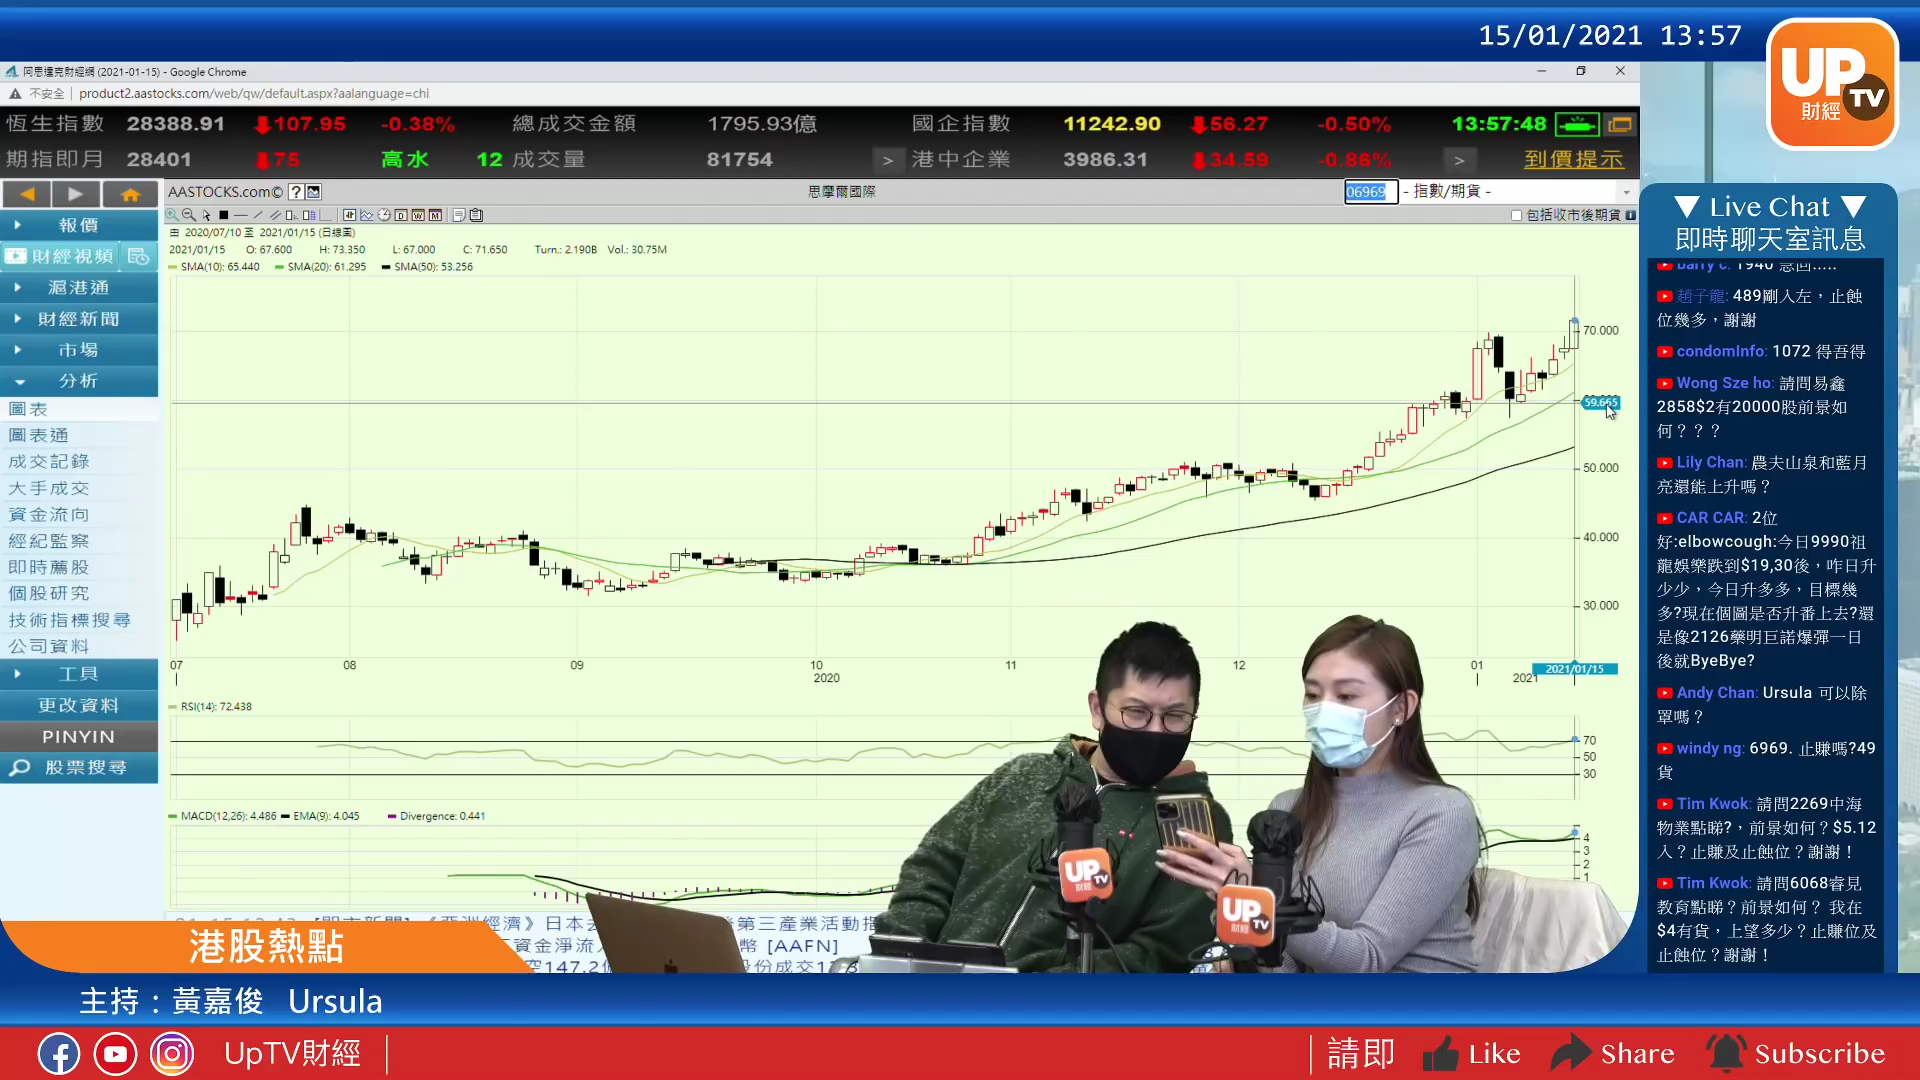 15/01/2021 13:57
UP
TV
財經
阿思達克財經網 (2021-01-15) - Google Chrome
不安全 | product2.aastocks.com/web/qw/default.aspx?aalanguage=chi
恆生指數 28388.91 107.95 -0.38% 總成交金額 1795.93億 國企指數 11242.90 56.27 -0.50% 13:57:48
期指即月 28401 75 高水 12 成交量 81754 > 港中企業 3986.31 34.59 -0.86% > 到價提示
AASTOCKS.com© ? 思摩爾國際 06969 - 指數/期貨 -
包括收市後期貨
由 2020/07/10 至 2021/01/15 (日線圖)
2021/01/15 O: 67.600 H: 73.350 L: 67.000 C: 71.650 Turn.: 2.190B Vol.: 30.75M
SMA(10): 65.440 SMA(20): 61.295 SMA(50): 53.256
報價
財經視頻
滬港通
財經新聞
市場
分析
圖表
圖表通
成交記錄
大手成交
資金流向
經紀監察
即時薦股
個股研究
技術指標搜尋
公司資料
工具
更改資料
PINYIN
股票搜尋
70.000
59.665
50.000
40.000
30.000
07 08 09 10 11 12 01
2020 2021
2021/01/15
RSI(14): 72.438
70
50
30
MACD(12,26): 4.486 EMA(9): 4.045 Divergence: 0.441
4
3
2
1
資金淨流
幣 [AAFN]
空147.2
▼ Live Chat ▼
即時聊天室訊息
趙子龍: 489剛入左，止蝕
位幾多，謝謝
condomInfo: 1072 得吾得
Wong Sze ho: 請問易鑫
2858$2有20000股前景如
何？？？
Lily Chan: 農夫山泉和藍月
亮還能上升嗎？
CAR CAR: 2位
好:elbowcough:今日9990祖
龍娛樂跌到$19,30後，昨日升
少少，今日升多多，目標幾
多?現在個圖是否升番上去?還
是像2126藥明巨諾爆彈一日
後就ByeBye?
Andy Chan: Ursula 可以除
罩嗎？
windy ng: 6969. 止賺嗎?49
貨
Tim Kwok: 請問2269中海
物業點睇?，前景如何？$5.12
入？止賺及止蝕位？謝謝！
Tim Kwok: 請問6068睿見
教育點睇？前景如何？ 我在
$4有貨，上望多少？止賺位及
止蝕位？謝謝！
UP
TV
財經
UP
TV
財經
港股熱點
主持：黃嘉俊 Ursula
UpTV財經
請即 Like Share Subscribe